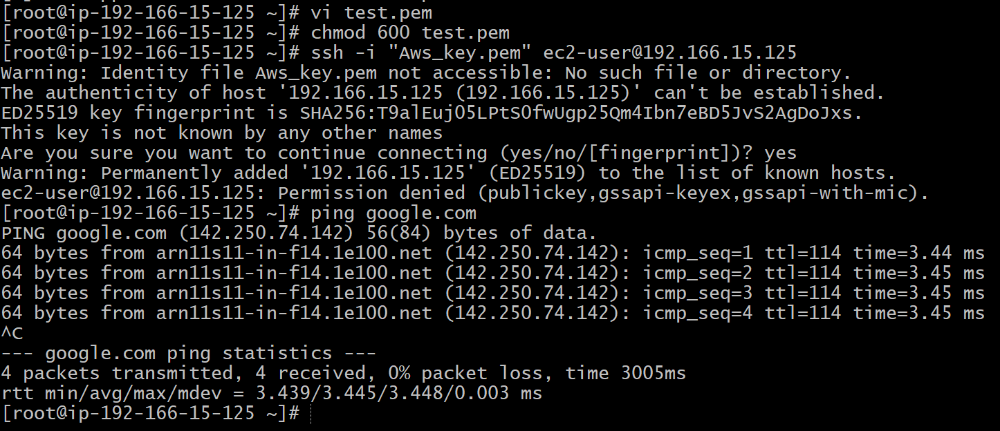 [root@ip-192-166-15-125 ~]# vi test.pem
[root@ip-192-166-15-125 ~]# chmod 600 test.pem
[root@ip-192-166-15-125 ~]# ssh -i "Aws_key.pem" ec2-user@192.166.15.125
Warning: Identity file Aws_key.pem not accessible: No such file or directory.
The authenticity of host '192.166.15.125 (192.166.15.125)' can't be established.
ED25519 key fingerprint is SHA256:T9alEuj05LPtS0fwUgp25Qm4Ibn7eBD5JvS2AgDoJxs.
This key is not known by any other names
Are you sure you want to continue connecting (yes/no/[fingerprint])? yes
Warning: Permanently added '192.166.15.125' (ED25519) to the list of known hosts.
ec2-user@192.166.15.125: Permission denied (publickey,gssapi-keyex,gssapi-with-mic).
[root@ip-192-166-15-125 ~]# ping google.com
PING google.com (142.250.74.142) 56(84) bytes of data.
64 bytes from arn11s11-in-f14.1e100.net (142.250.74.142): icmp_seq=1 ttl=114 time=3.44 ms
64 bytes from arn11s11-in-f14.1e100.net (142.250.74.142): icmp_seq=2 ttl=114 time=3.45 ms
64 bytes from arn11s11-in-f14.1e100.net (142.250.74.142): icmp_seq=3 ttl=114 time=3.45 ms
64 bytes from arn11s11-in-f14.1e100.net (142.250.74.142): icmp_seq=4 ttl=114 time=3.45 ms
^C
--- google.com ping statistics ---
4 packets transmitted, 4 received, 0% packet loss, time 3005ms
rtt min/avg/max/mdev = 3.439/3.445/3.448/0.003 ms
[root@ip-192-166-15-125 ~]#